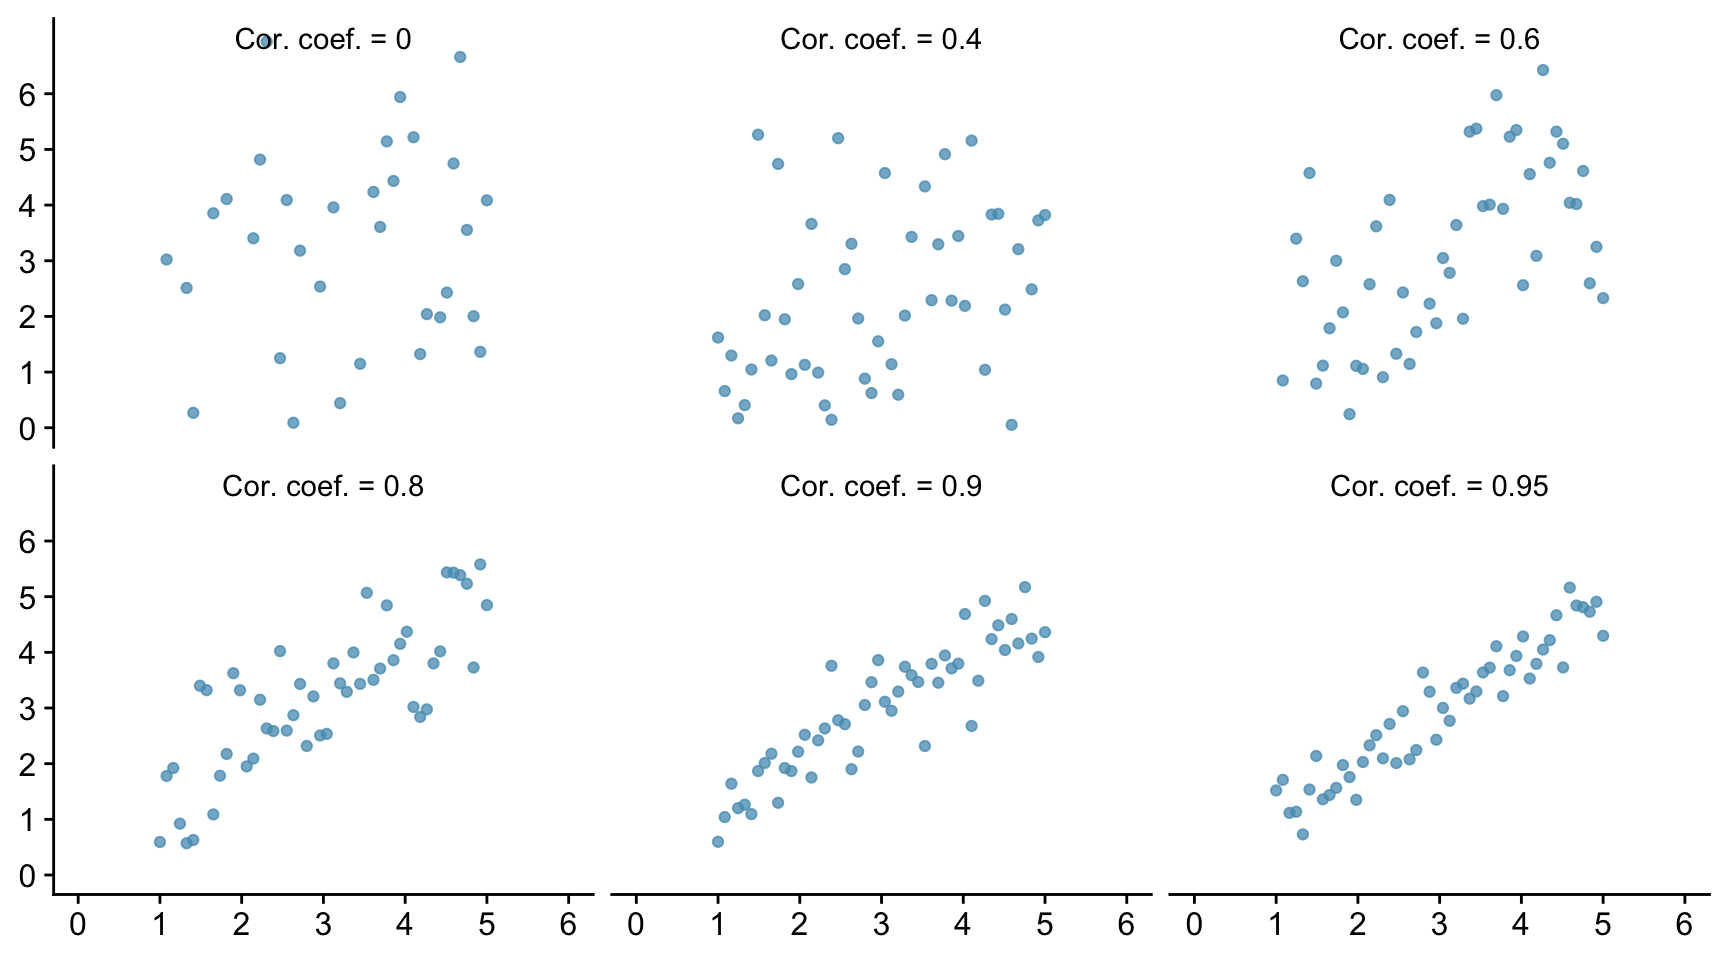 Cor. coef. = 0
Cor. coef. = 0.4
Cor. coef. = 0.6
6
5
4
3
2
1
0
Cor. coef. = 0.8
Cor. coef. = 0.9
Cor. coef. = 0.95
6
5
4
3
2
1
0
0 1 2 3 4 5 6
0 1 2 3 4 5 6
0 1 2 3 4 5 6